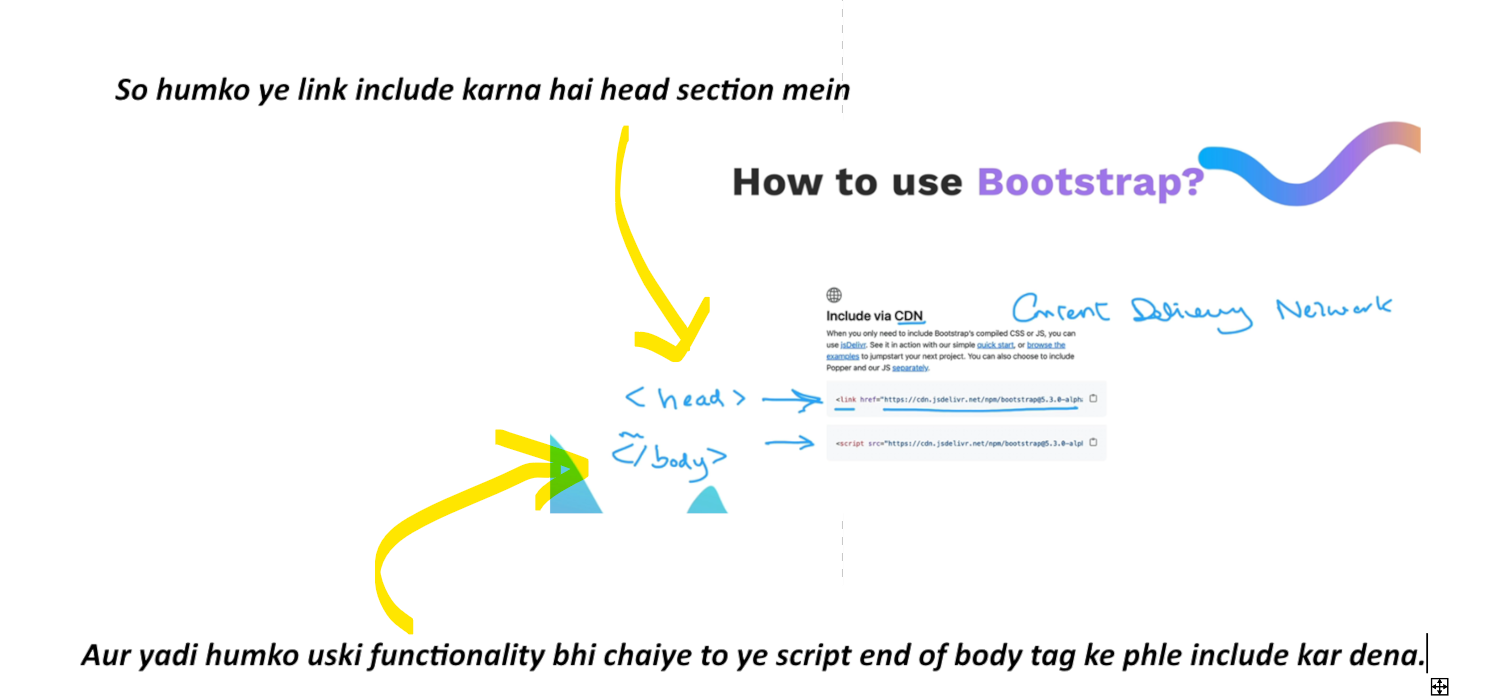 So humko ye link include karna hai head section mein
How to use Bootstrap?
Include via CDN
Content Delivery Network
When you only need to include Bootstrap's compiled CSS or JS, you can
use jsDelivr. See it in action with our simple quick start, or browse the
examples to jumpstart your next project. You can also choose to include
Popper and our JS separately.
<head>
<link href="https://cdn.jsdelivr.net/npm/bootstrap@5.3.0-alph
</body>
<script src="https://cdn.jsdelivr.net/npm/bootstrap@5.3.0-alpl
Aur yadi humko uski functionality bhi chaiye to ye script end of body tag ke phle include kar dena.